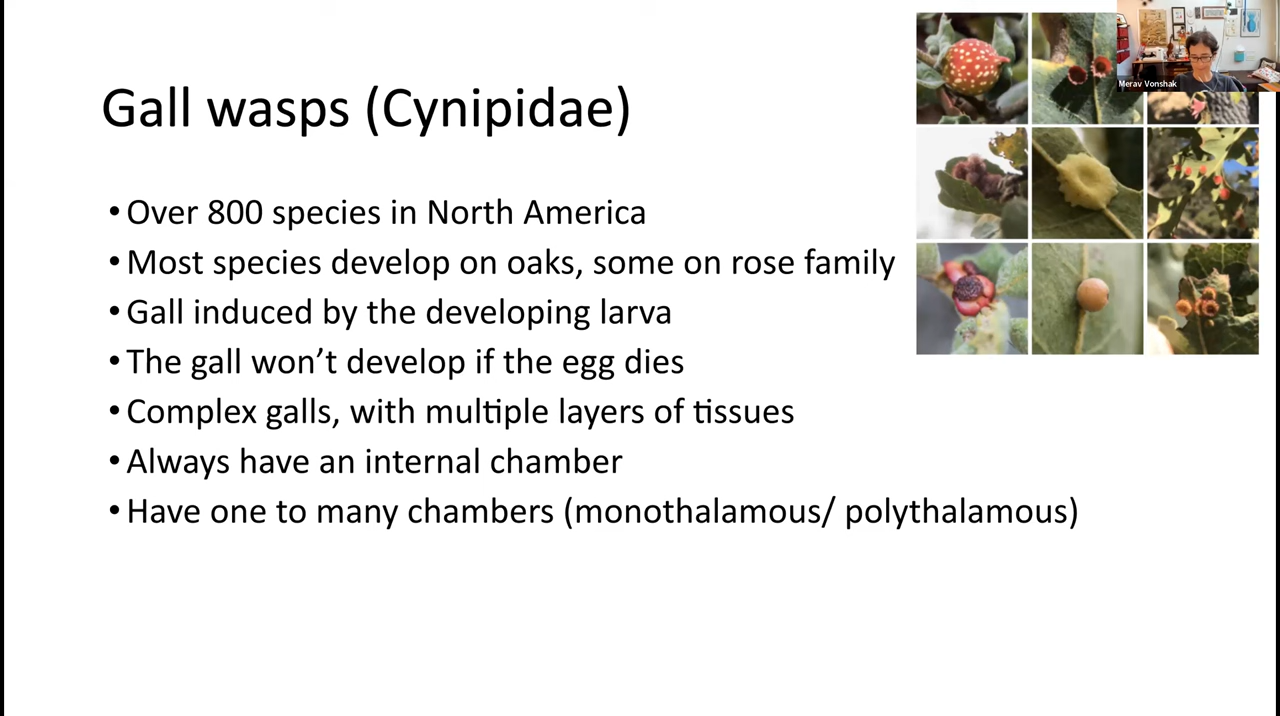 Merav Vonshak
Gall wasps (Cynipidae)
• Over 800 species in North America
• Most species develop on oaks, some on rose family
• Gall induced by the developing larva
• The gall won’t develop if the egg dies
• Complex galls, with multiple layers of tissues
• Always have an internal chamber
• Have one to many chambers (monothalamous/ polythalamous)